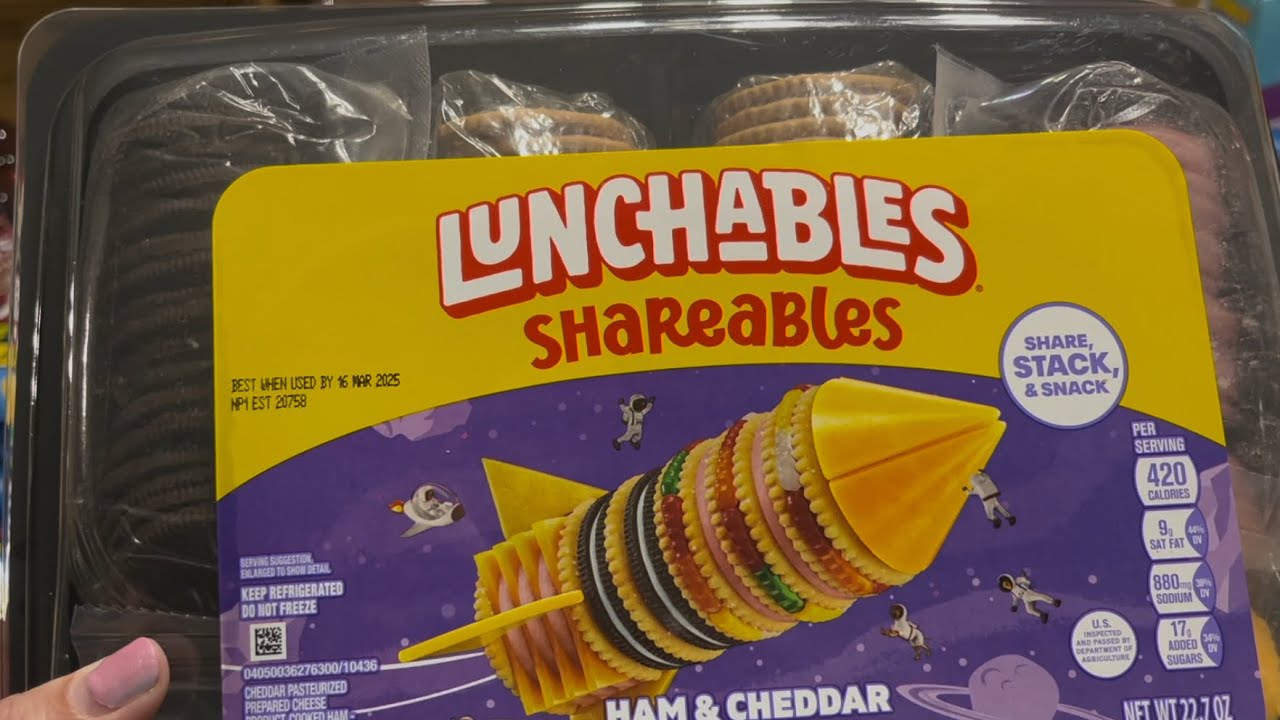 LUNCHABLES
SHAREABLES
SHARE,
STACK,
& SNACK
BEST WHEN USED BY 16 MAR 2025
NP1 EST 20758
PER
SERVING
420
CALORIES
9g
SAT FAT
44%
DV
880mg
SODIUM
38%
DV
17g
ADDED
SUGARS
34%
DV
SERVING SUGGESTION,
ENLARGED TO SHOW DETAIL.
KEEP REFRIGERATED
DO NOT FREEZE
04050036276300/10436
CHEDDAR PASTEURIZED
PREPARED CHEESE
PRODUCT, COOKED HAM -
U.S.
INSPECTED
AND PASSED BY
DEPARTMENT OF
AGRICULTURE
HAM & CHEDDAR
NET WT 22.7 OZ